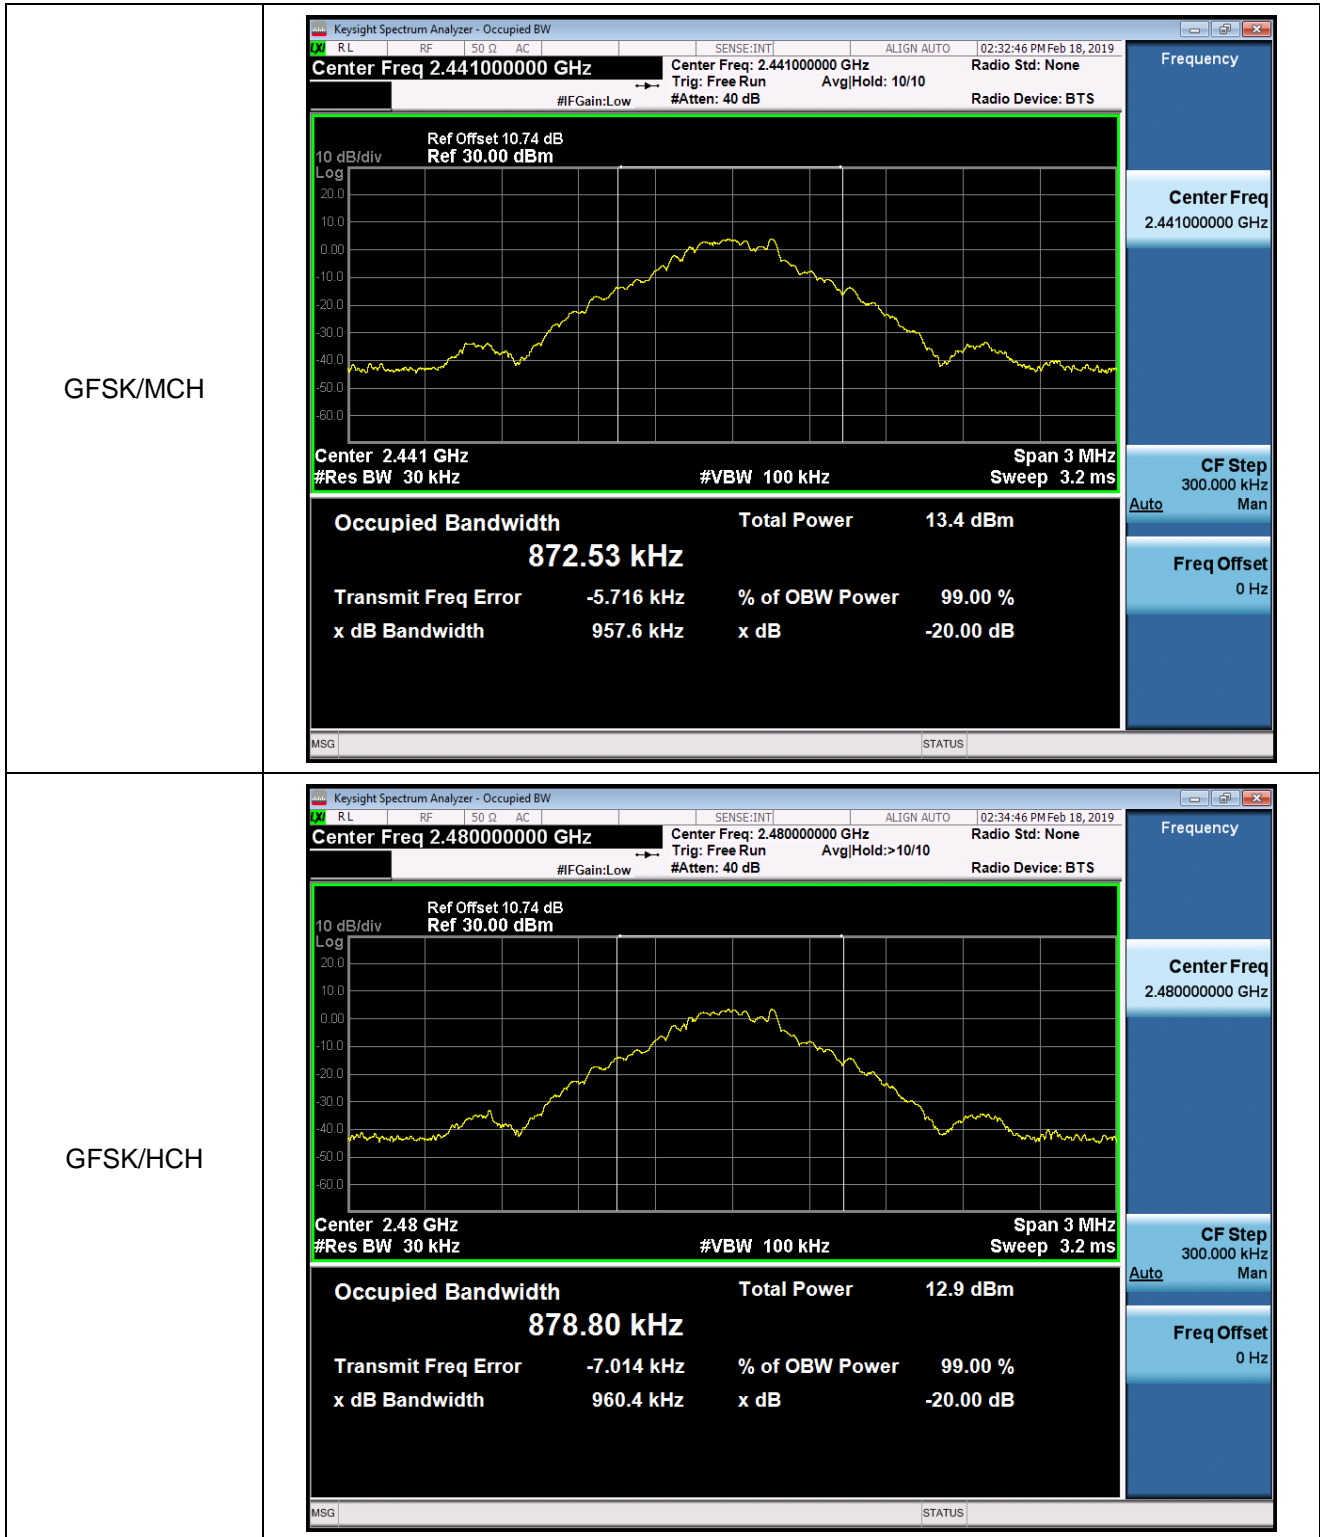 GFSK/MCH
Keysight Spectrum Analyzer - Occupied BW
LXI RL RF 50 Ω AC SENSE:INT ALIGN AUTO 02:32:46 PM Feb 18, 2019
Center Freq 2.441000000 GHz
Center Freq: 2.441000000 GHz Radio Std: None
Trig: Free Run Avg|Hold: 10/10
#IFGain:Low #Atten: 40 dB Radio Device: BTS
Ref Offset 10.74 dB
10 dB/div Ref 30.00 dBm
Log
20.0
10.0
0.00
-10.0
-20.0
-30.0
-40.0
-50.0
-60.0
Center 2.441 GHz Span 3 MHz
#Res BW 30 kHz #VBW 100 kHz Sweep 3.2 ms
Occupied Bandwidth Total Power 13.4 dBm
872.53 kHz
Transmit Freq Error -5.716 kHz % of OBW Power 99.00 %
x dB Bandwidth 957.6 kHz x dB -20.00 dB
MSG STATUS
Frequency
Center Freq
2.441000000 GHz
CF Step
300.000 kHz
Auto Man
Freq Offset
0 Hz
GFSK/HCH
Keysight Spectrum Analyzer - Occupied BW
LXI RL RF 50 Ω AC SENSE:INT ALIGN AUTO 02:34:46 PM Feb 18, 2019
Center Freq 2.480000000 GHz
Center Freq: 2.480000000 GHz Radio Std: None
Trig: Free Run Avg|Hold:>10/10
#IFGain:Low #Atten: 40 dB Radio Device: BTS
Ref Offset 10.74 dB
10 dB/div Ref 30.00 dBm
Log
20.0
10.0
0.00
-10.0
-20.0
-30.0
-40.0
-50.0
-60.0
Center 2.48 GHz Span 3 MHz
#Res BW 30 kHz #VBW 100 kHz Sweep 3.2 ms
Occupied Bandwidth Total Power 12.9 dBm
878.80 kHz
Transmit Freq Error -7.014 kHz % of OBW Power 99.00 %
x dB Bandwidth 960.4 kHz x dB -20.00 dB
MSG STATUS
Frequency
Center Freq
2.480000000 GHz
CF Step
300.000 kHz
Auto Man
Freq Offset
0 Hz